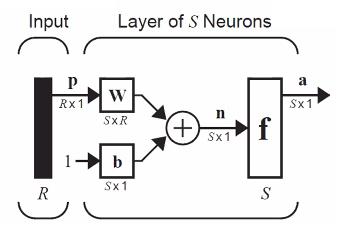 Input Layer of S Neurons
p a
R x 1 W n S x 1
S x R + S x 1 f
1 b
S x 1
R S